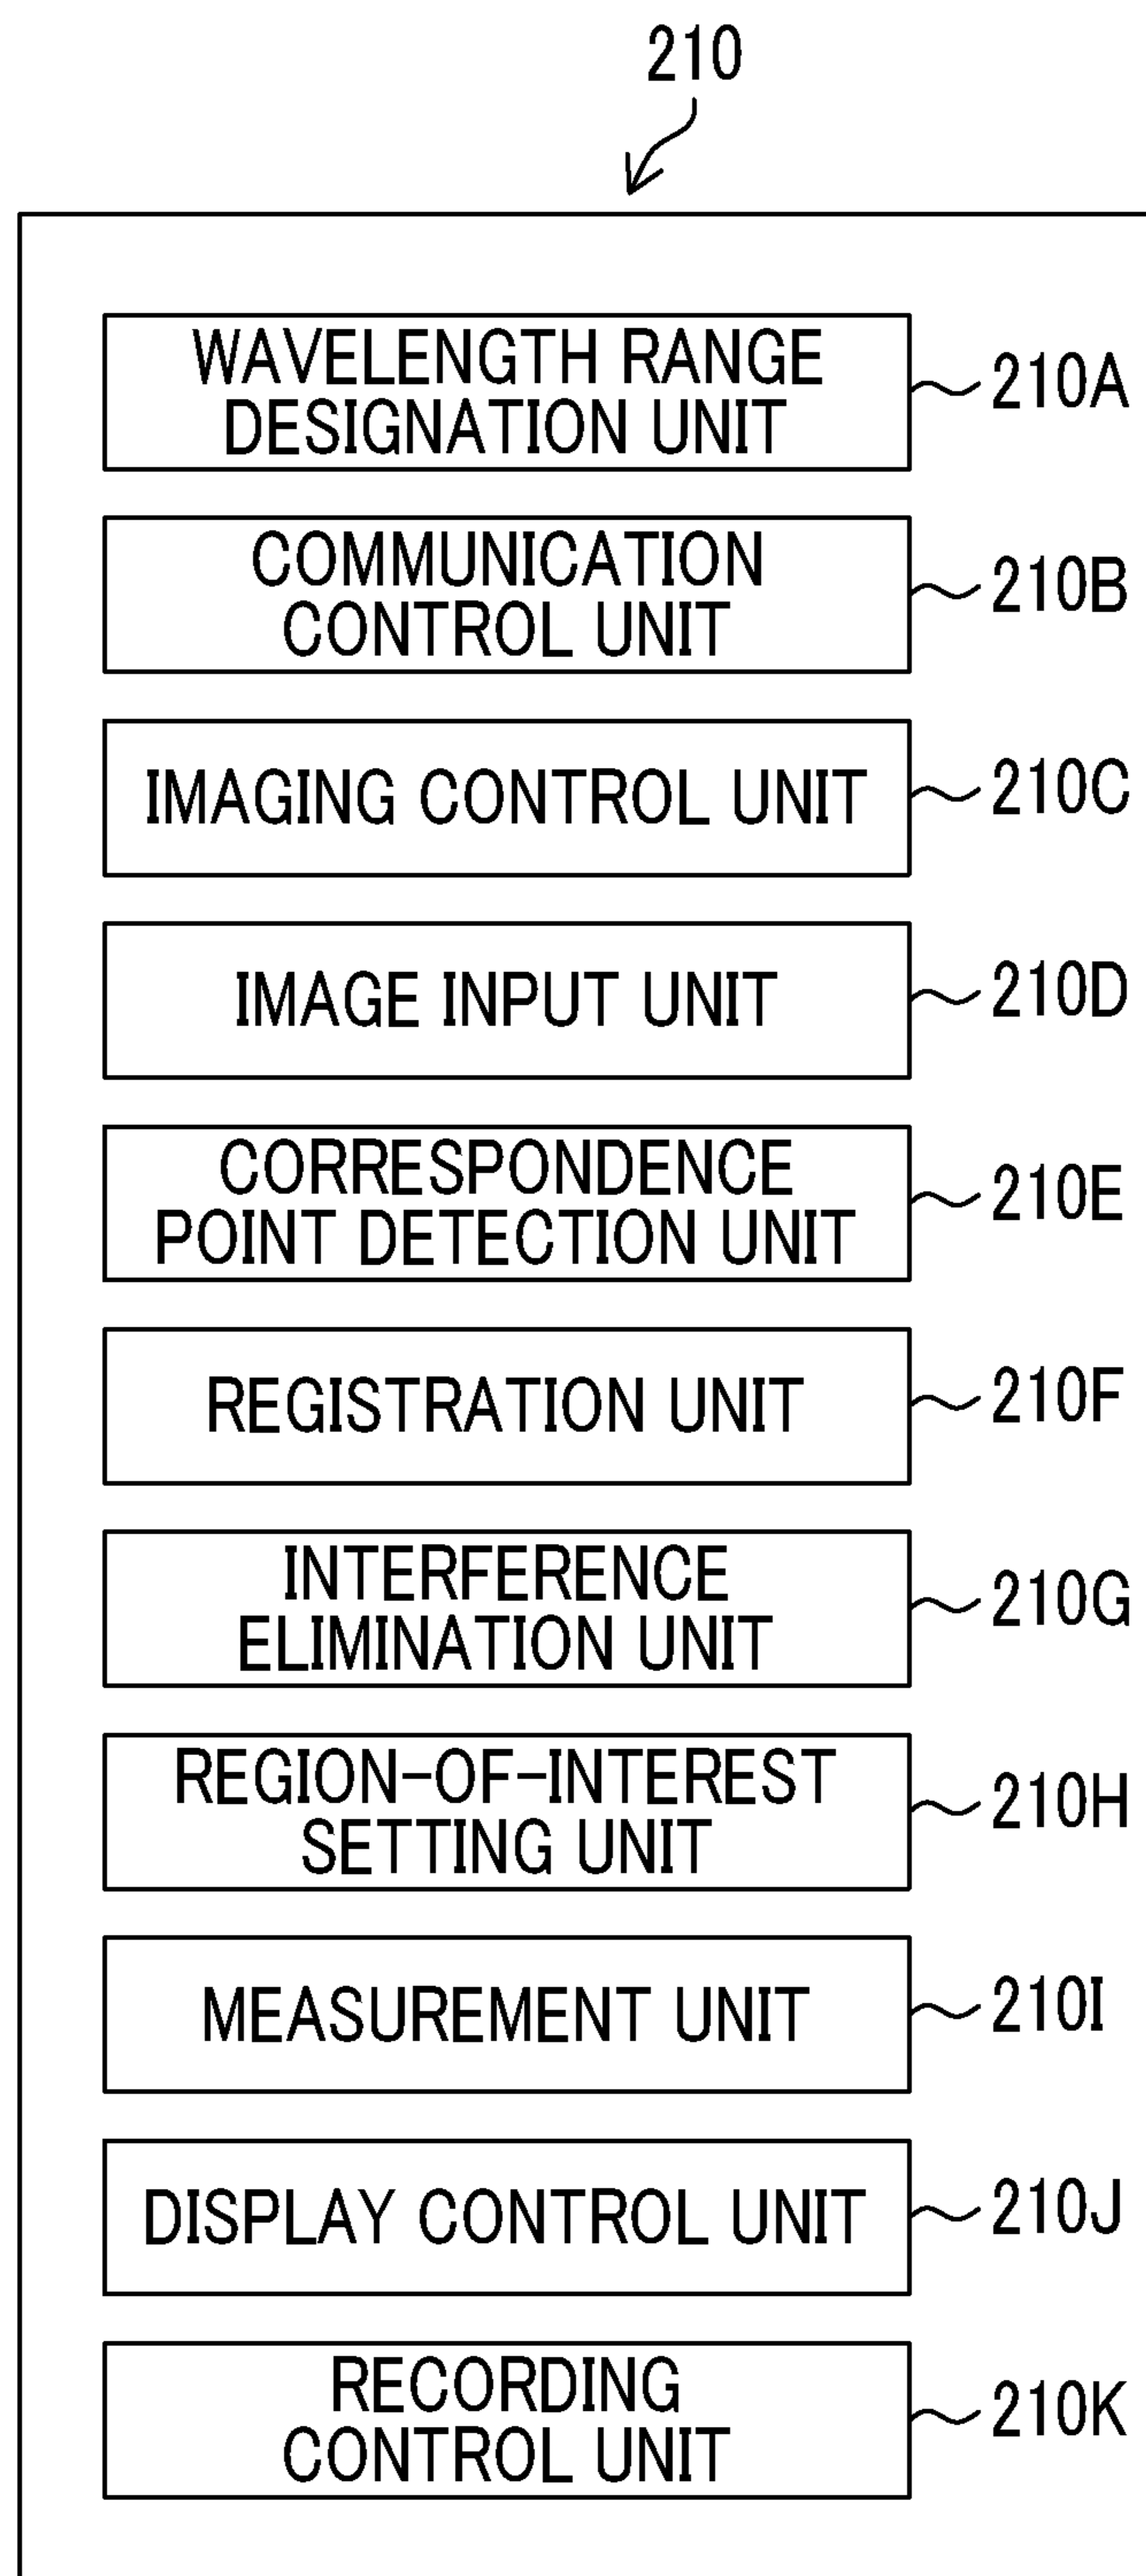 210
WAVELENGTH RANGE
DESIGNATION UNIT
210A
COMMUNICATION
CONTROL UNIT
210B
IMAGING CONTROL UNIT
210C
IMAGE INPUT UNIT
210D
CORRESPONDENCE
POINT DETECTION UNIT
210E
REGISTRATION UNIT
210F
INTERFERENCE
ELIMINATION UNIT
210G
REGION-OF-INTEREST
SETTING UNIT
210H
MEASUREMENT UNIT
210I
DISPLAY CONTROL UNIT
210J
RECORDING
CONTROL UNIT
210K